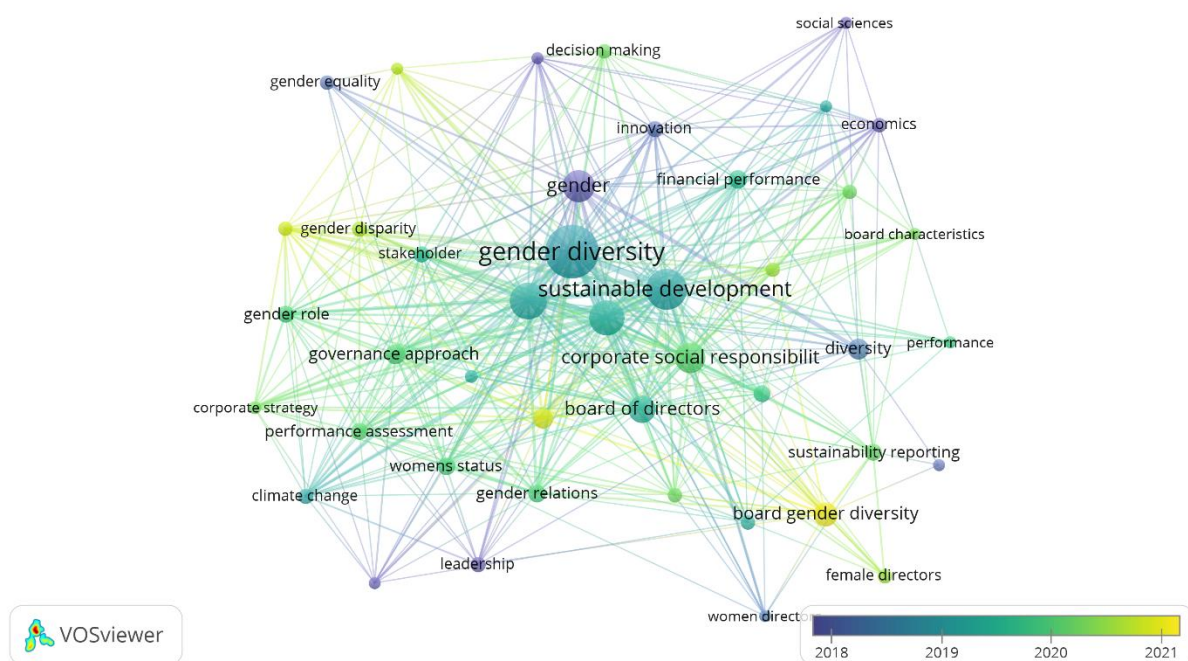 social sciences
decision making
gender equality
economics
innovation
financial performance
gender
gender disparity
board characteristics
gender diversity
stakeholder
sustainable development
gender role
performance
diversity
governance approach
corporate social responsibilit
corporate strategy
board of directors
performance assessment
sustainability reporting
womens status
climate change
gender relations
board gender diversity
leadership
female directors
women director
VOSviewer
2018 2019 2020 2021